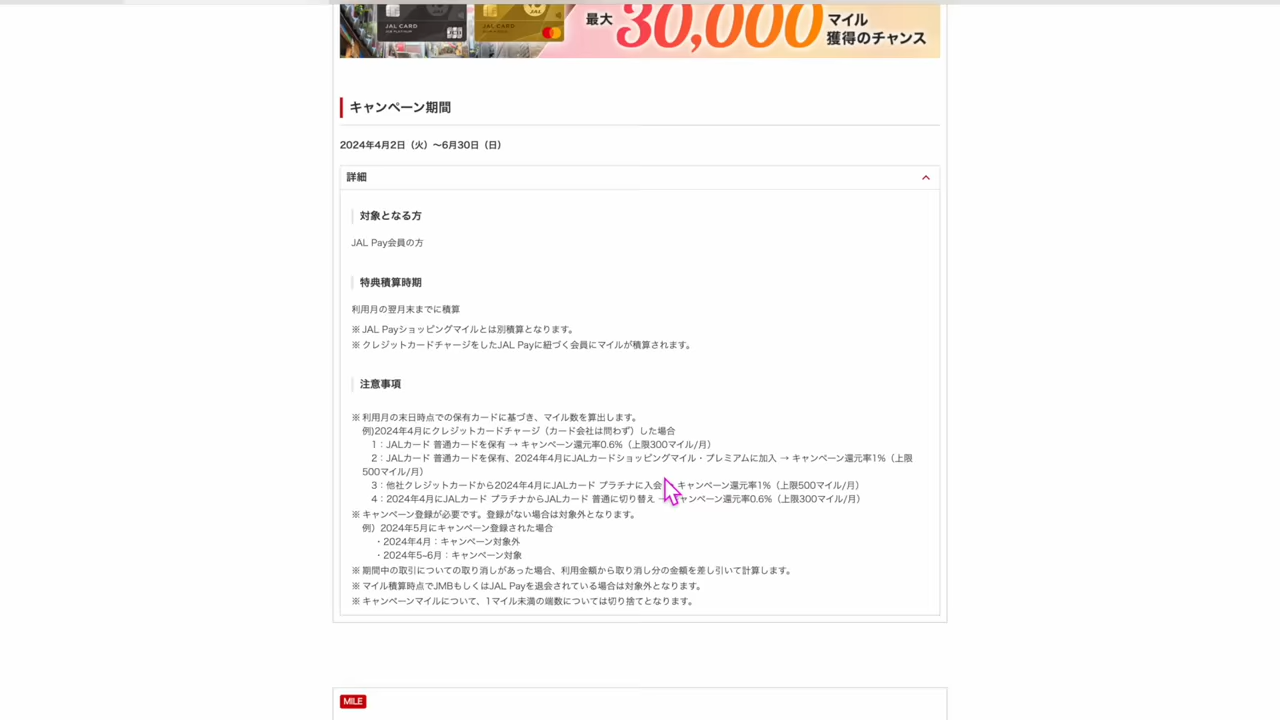 最大
30,000
マイル
獲得のチャンス
JAL CARD
JAL CARD
JAL
JCB
キャンペーン期間
2024年4月2日（火）〜6月30日（日）
詳細
対象となる方
JAL Pay会員の方
特典積算時期
利用月の翌月末までに積算
※ JAL Payショッピングマイルとは別積算となります。
※ クレジットカードチャージをしたJAL Payに紐づく会員にマイルが積算されます。
注意事項
※ 利用月の末日時点での保有カードに基づき、マイル数を算出します。
例)2024年4月にクレジットカードチャージ（カード会社は問わず）した場合
1：JALカード 普通カードを保有 → キャンペーン還元率0.6%（上限300マイル/月）
2：JALカード 普通カードを保有、2024年4月にJALカードショッピングマイル・プレミアムに加入 → キャンペーン還元率1%（上限
500マイル/月）
3：他社クレジットカードから2024年4月にJALカード プラチナに入会 キャンペーン還元率1%（上限500マイル/月）
4：2024年4月にJALカード プラチナからJALカード 普通に切り替え ャンペーン還元率0.6%（上限300マイル/月）
※ キャンペーン登録が必要です。登録がない場合は対象外となります。
例）2024年5月にキャンペーン登録された場合
・2024年4月：キャンペーン対象外
・2024年5~6月：キャンペーン対象
※ 期間中の取引についての取り消しがあった場合、利用金額から取り消し分の金額を差し引いて計算します。
※ マイル積算時点でJMBもしくはJAL Payを退会されている場合は対象外となります。
※ キャンペーンマイルについて、1マイル未満の端数については切り捨てとなります。
MILE